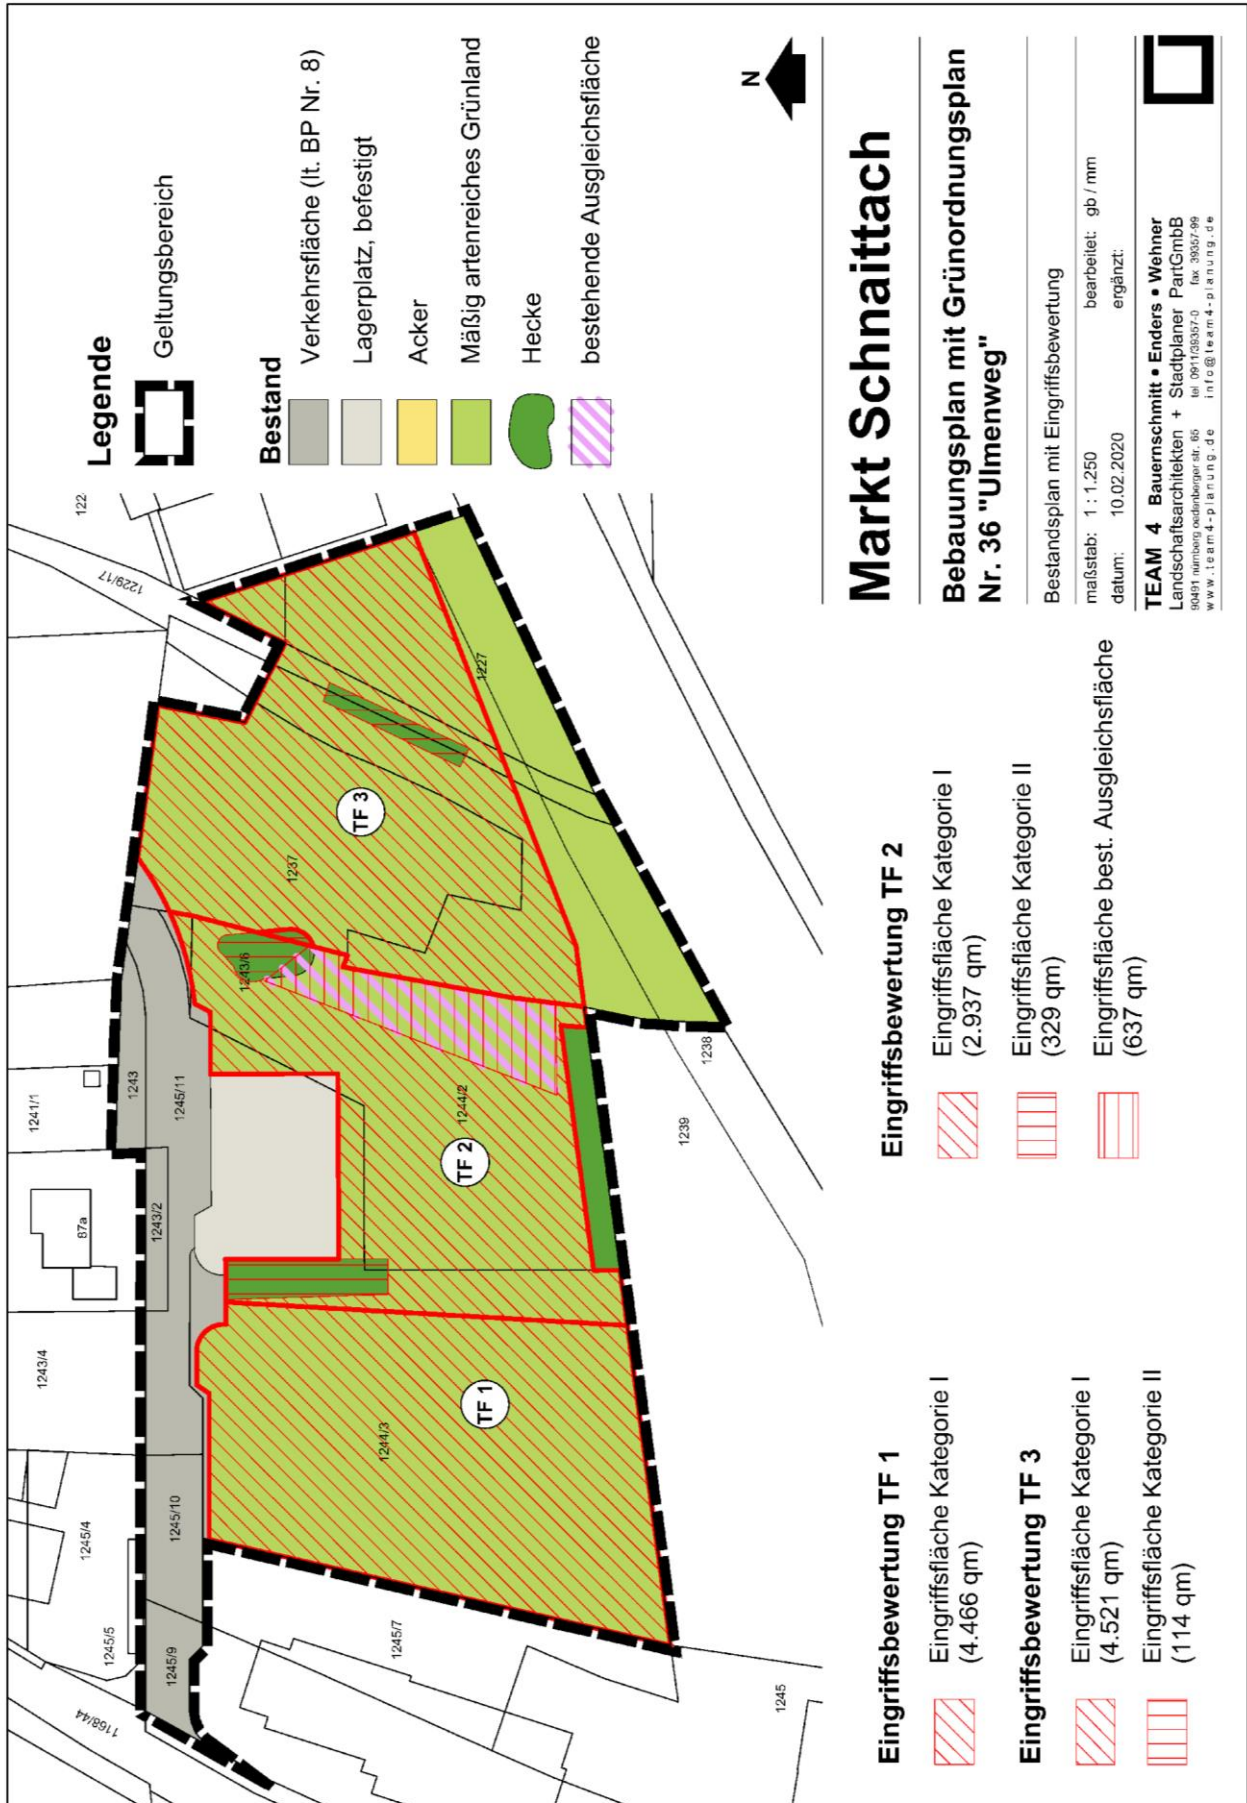 Legende
Geltungsbereich
Bestand
Verkehrsfläche (lt. BP Nr. 8)
Lagerplatz, befestigt
Acker
Mäßig artenreiches Grünland
Hecke
bestehende Ausgleichsfläche
N
122
1229/17
1227
TF 3
1237
1243/6
1243
1245/11
1241/1
1244/2
TF 2
1238
1239
87a
1243/2
1243/4
1244/3
TF 1
1245/10
1245/4
1245/5
1245/9
1245/7
1168/44
1245
Eingriffsbewertung TF 1
Eingriffsfläche Kategorie I
(4.466 qm)
Eingriffsbewertung TF 3
Eingriffsfläche Kategorie I
(4.521 qm)
Eingriffsfläche Kategorie II
(114 qm)
Eingriffsbewertung TF 2
Eingriffsfläche Kategorie I
(2.937 qm)
Eingriffsfläche Kategorie II
(329 qm)
Eingriffsfläche best. Ausgleichsfläche
(637 qm)
Markt Schnaittach
Bebauungsplan mit Grünordnungsplan
Nr. 36 "Ulmenweg"
Bestandsplan mit Eingriffsbewertung
maßstab: 1 : 1.250 bearbeitet: gb / mm
datum: 10.02.2020 ergänzt:
TEAM 4 Bauernschmitt • Enders • Wehner
Landschaftsarchitekten + Stadtplaner PartGmbB
90491 nürnberg oedenberger str. 65 tel 0911/39357-0 fax 39357-99
www.team4-planung.de info@team4-planung.de